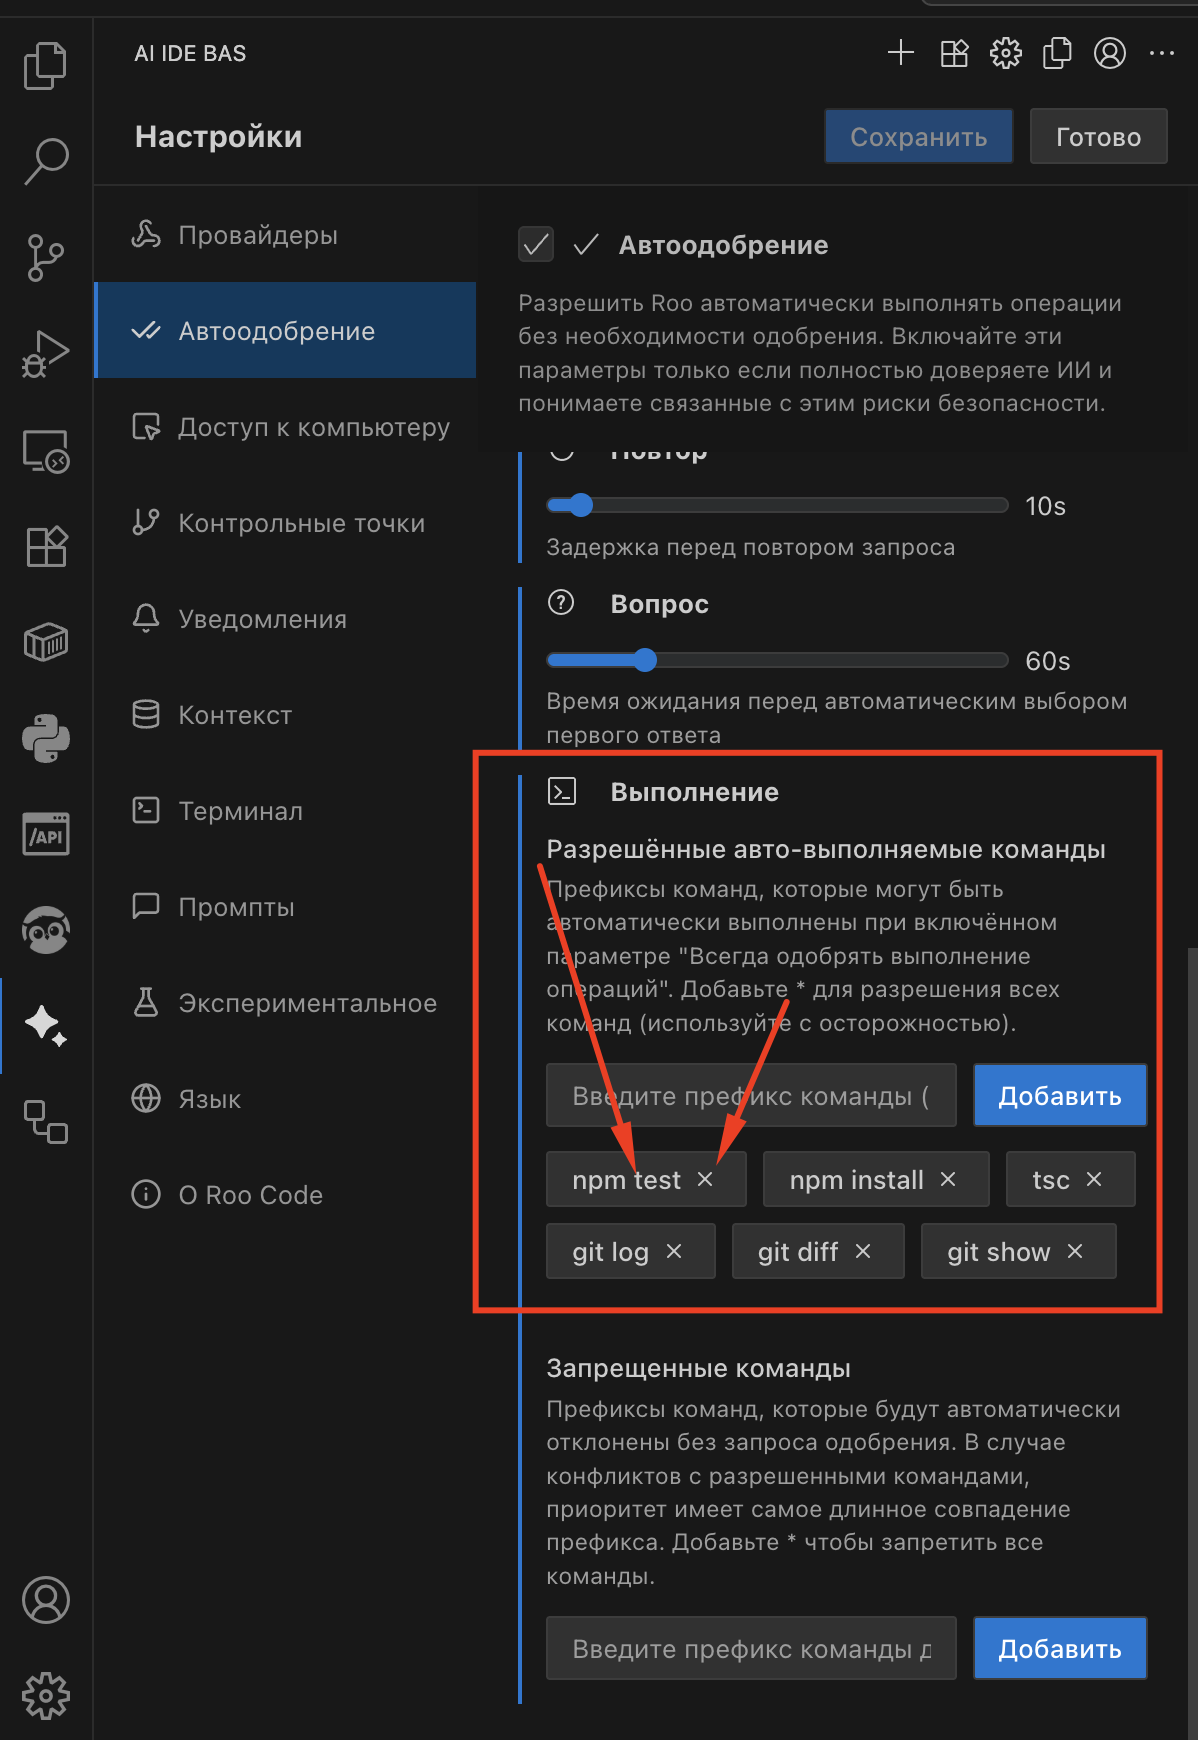 AI IDE BAS
Настройки
Сохранить
Готово
Провайдеры
Автоодобрение
Доступ к компьютеру
Контрольные точки
Уведомления
Контекст
Терминал
Промпты
Экспериментальное
Язык
О Roo Code
/API
Автоодобрение
Разрешить Roo автоматически выполнять операции
без необходимости одобрения. Включайте эти
параметры только если полностью доверяете ИИ и
понимаете связанные с этим риски безопасности.
Повтор
10s
Задержка перед повтором запроса
Вопрос
60s
Время ожидания перед автоматическим выбором
первого ответа
Выполнение
Разрешённые авто-выполняемые команды
Префиксы команд, которые могут быть
автоматически выполнены при включённом
параметре "Всегда одобрять выполнение
операций". Добавьте * для разрешения всех
команд (используйте с осторожностью).
Введите префикс команды (
Добавить
npm test
npm install
tsc
git log
git diff
git show
Запрещенные команды
Префиксы команд, которые будут автоматически
отклонены без запроса одобрения. В случае
конфликтов с разрешенными командами,
приоритет имеет самое длинное совпадение
префикса. Добавьте * чтобы запретить все
команды.
Введите префикс команды д
Добавить